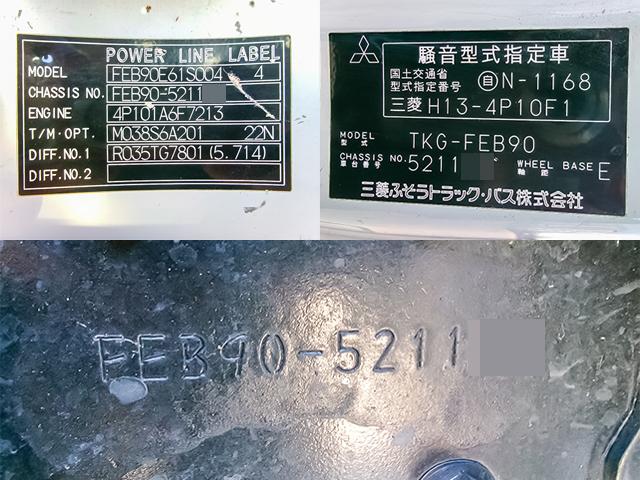 POWER LINE LABEL
MODEL FEB90E61S004 4
CHASSIS NO. FEB90-5211
ENGINE 4P101A6F7213
T/M·OPT. M038S6A201 22N
DIFF.NO.1 R035TG7801(5.714)
DIFF.NO.2
騒音型式指定車
国土交通省
型式指定番号 自N-1168
三菱 H13-4P10F1
MODEL
型式 TKG-FEB90
CHASSIS NO. 5211
車台番号
WHEEL BASE E
軸距
三菱ふそうトラック・バス株式会社
FEB90-5211